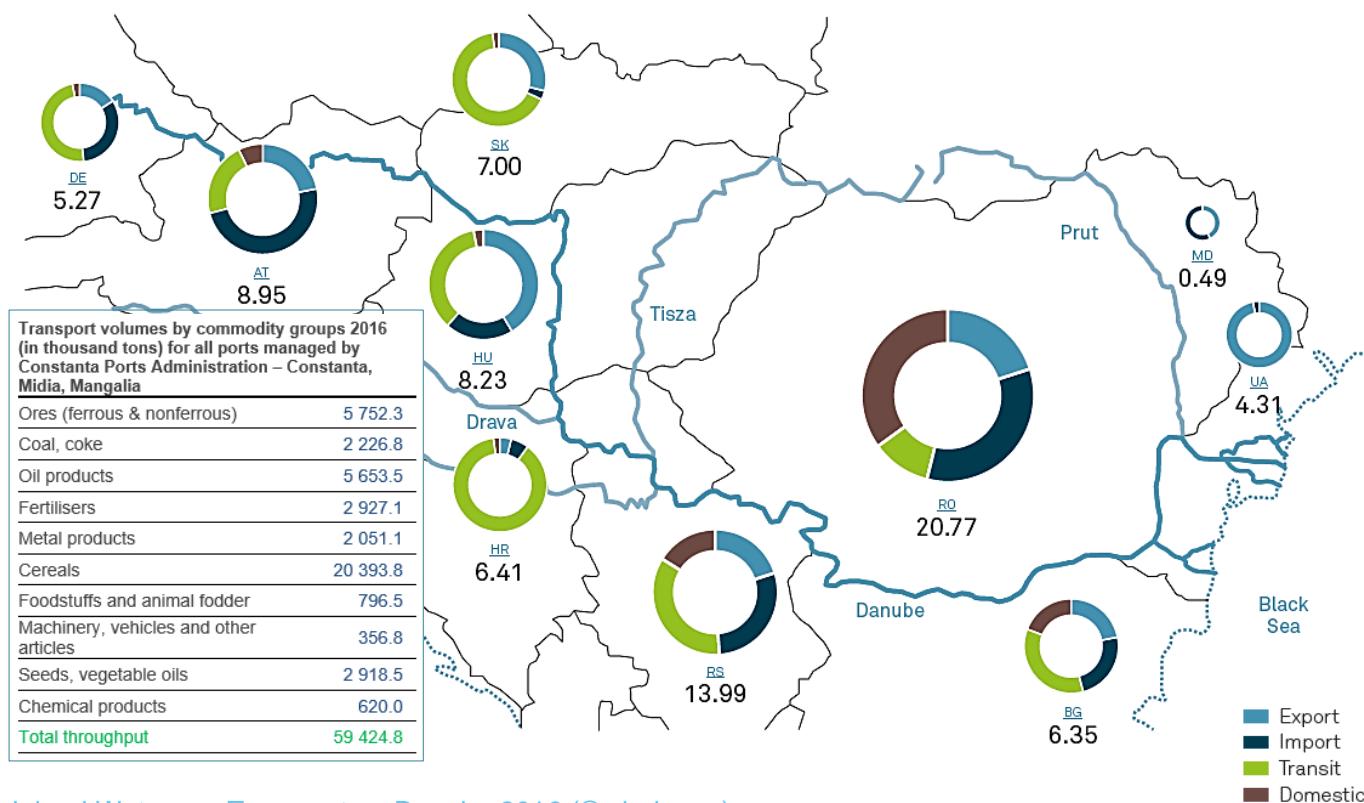 SK
7.00
DE
5.27
AT
8.95
Prut
MD
0.49
Tisza
HU
8.23
UA
4.31
Drava
Transport volumes by commodity groups 2016
(in thousand tons) for all ports managed by
Constanta Ports Administration – Constanta,
Midia, Mangalia
Ores (ferrous & nonferrous) 5 752.3
Coal, coke 2 226.8
Oil products 5 653.5
Fertilisers 2 927.1
Metal products 2 051.1
Cereals 20 393.8
Foodstuffs and animal fodder 796.5
Machinery, vehicles and other
articles 356.8
Seeds, vegetable oils 2 918.5
Chemical products 620.0
Total throughput 59 424.8
RO
20.77
HR
6.41
Danube
Black
Sea
RS
13.99
BG
6.35
Export
Import
Transit
Domestic